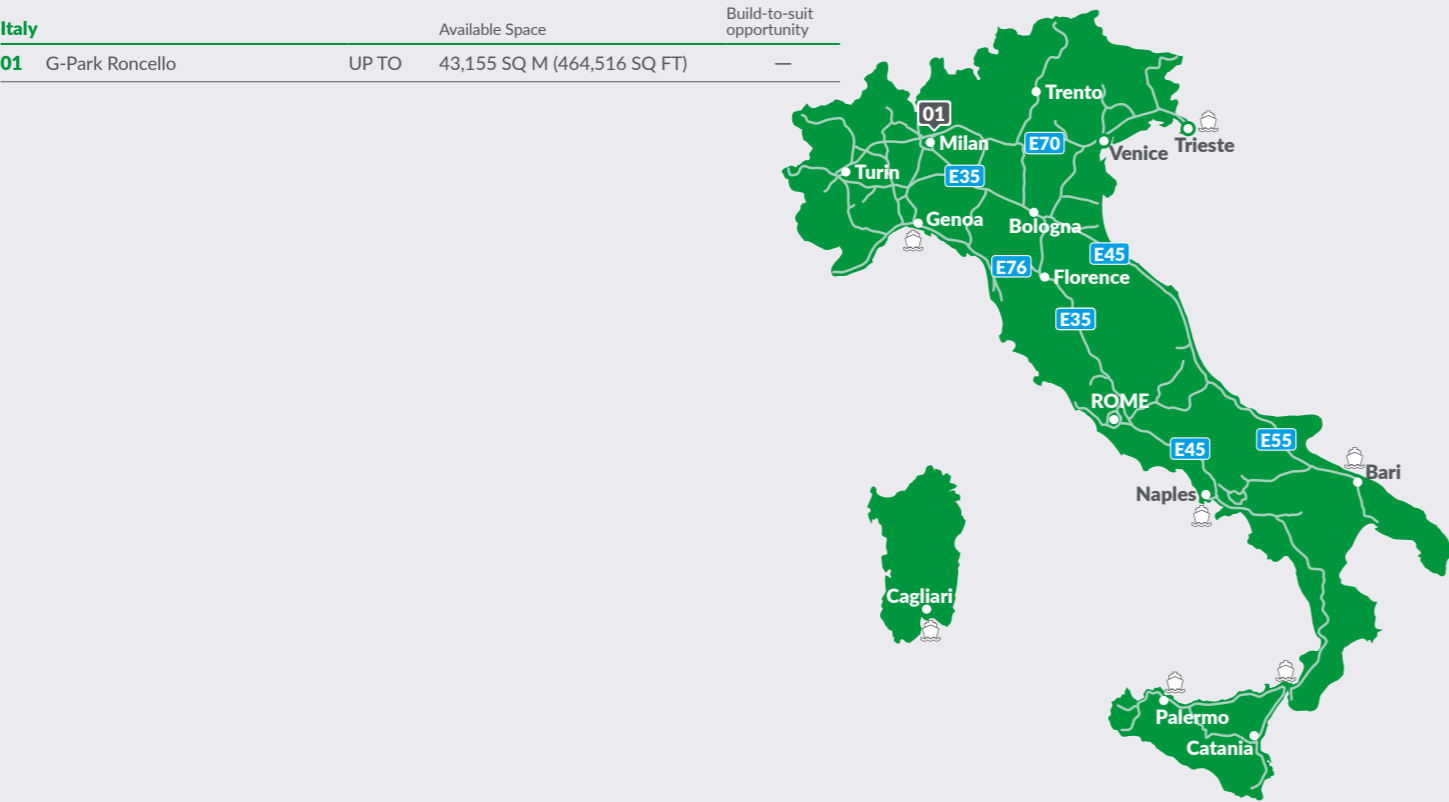 Italy Available Space Build-to-suit
opportunity
01 G-Park Roncello UP TO 43,155 SQ M (464,516 SQ FT) —
Trento
01
Milan
E70
Venice
Trieste
Turin
E35
Genoa
Bologna
E76
E45
Florence
E35
ROME
E45
E55
Bari
Naples
Cagliari
Palermo
Catania